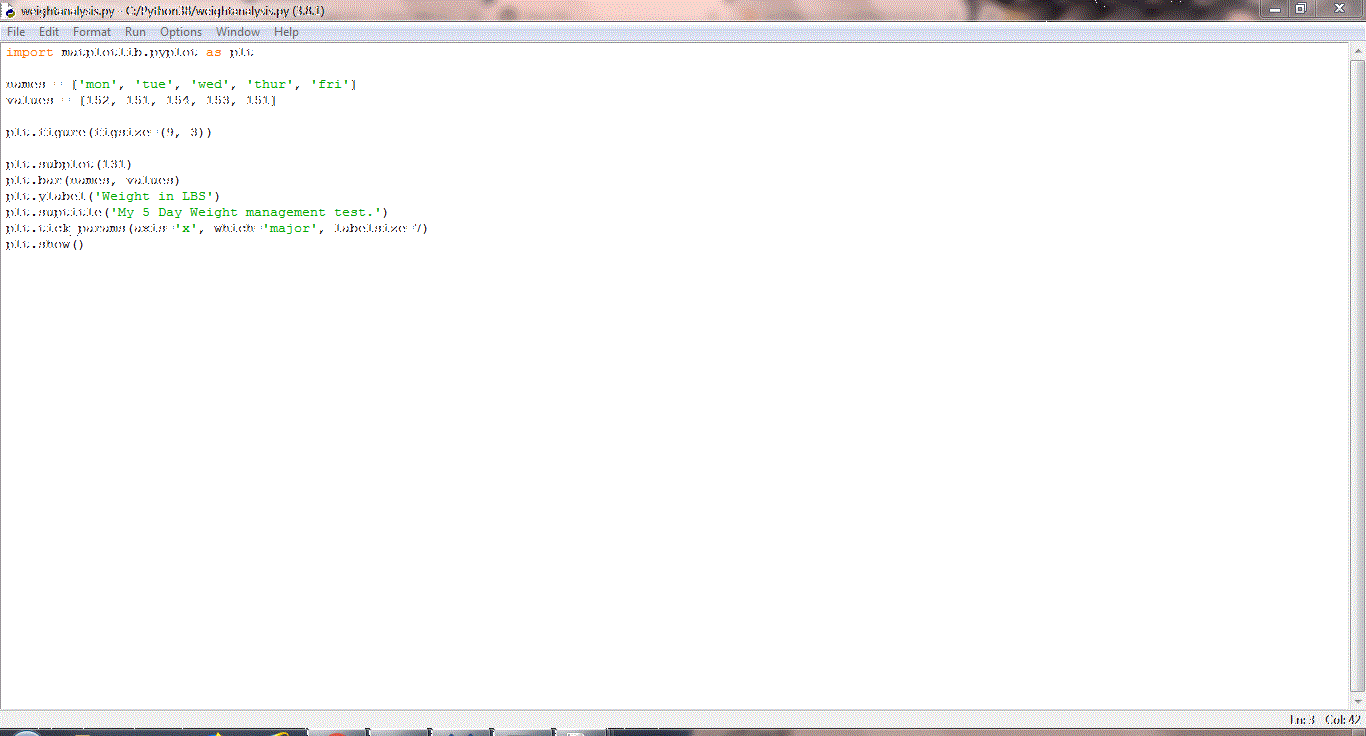 weightanalysis.py - C:/Python38/weightanalysis.py (3.8.1)
File Edit Format Run Options Window Help
import matplotlib.pyplot as plt
names = ['mon', 'tue', 'wed', 'thur', 'fri']
values = [152, 151, 154, 153, 151]
plt.figure(figsize=(9, 3))
plt.subplot(131)
plt.bar(names, values)
plt.ylabel('Weight in LBS')
plt.suptitle('My 5 Day Weight management test.')
plt.tick_params(axis='x', which='major', labelsize=7)
plt.show()
Ln: 3 Col: 42